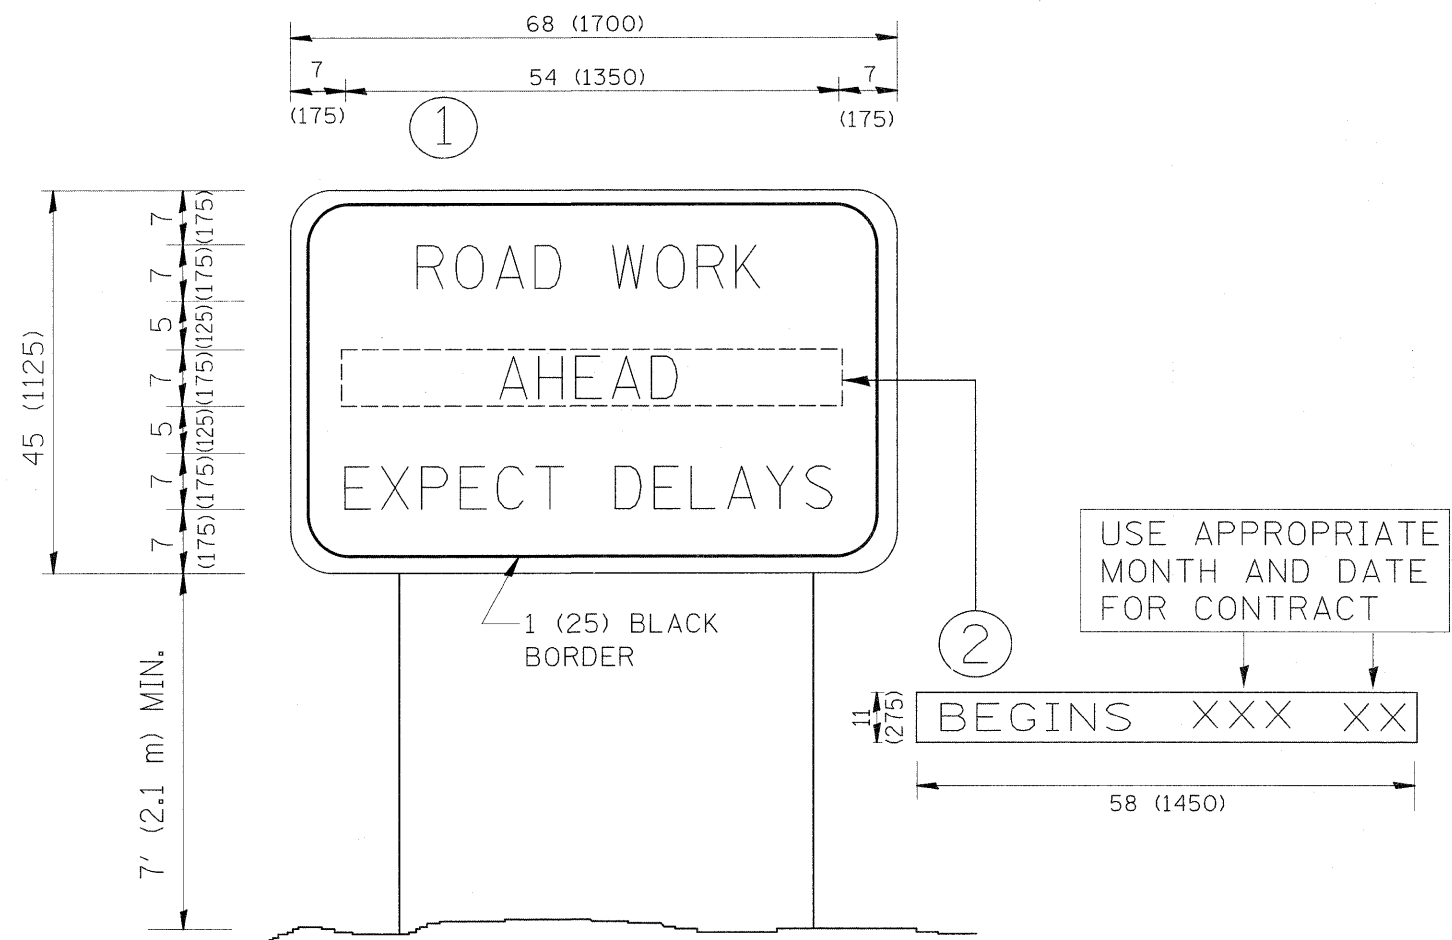 68 (1700)
7
54 (1350)
7
(175)
(175)
1
45 (1125)
7
(175)
7
(175)
5
(125)
7
(175)
5
(125)
7
(175)
7
(175)
ROAD WORK
AHEAD
EXPECT DELAYS
1 (25) BLACK
BORDER
7' (2.1 m) MIN.
2
USE APPROPRIATE
MONTH AND DATE
FOR CONTRACT
11
(275)
BEGINS XXX XX
58 (1450)